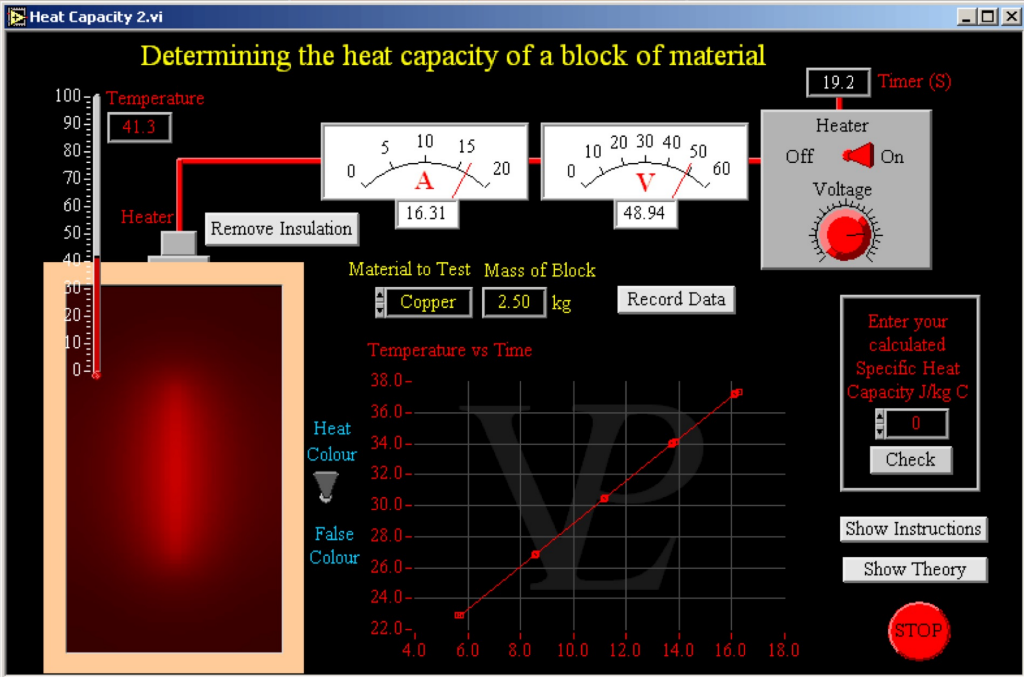 Heat Capacity 2.vi
Determining the heat capacity of a block of material
19.2 Timer (S)
100
90
80
70
60
50
40
30
20
10
0
Temperature
41.3
0 5 10 15 20
A
16.31
0 10 20 30 40 50 60
V
48.94
Heater
Off On
Voltage
Heater
Remove Insulation
Material to Test Mass of Block
Copper 2.50 kg
Record Data
Temperature vs Time
38.0
36.0
34.0
32.0
30.0
28.0
26.0
24.0
22.0
4.0 6.0 8.0 10.0 12.0 14.0 16.0 18.0
VPL
Heat
Colour
False
Colour
Enter your
calculated
Specific Heat
Capacity J/kg C
0
Check
Show Instructions
Show Theory
STOP